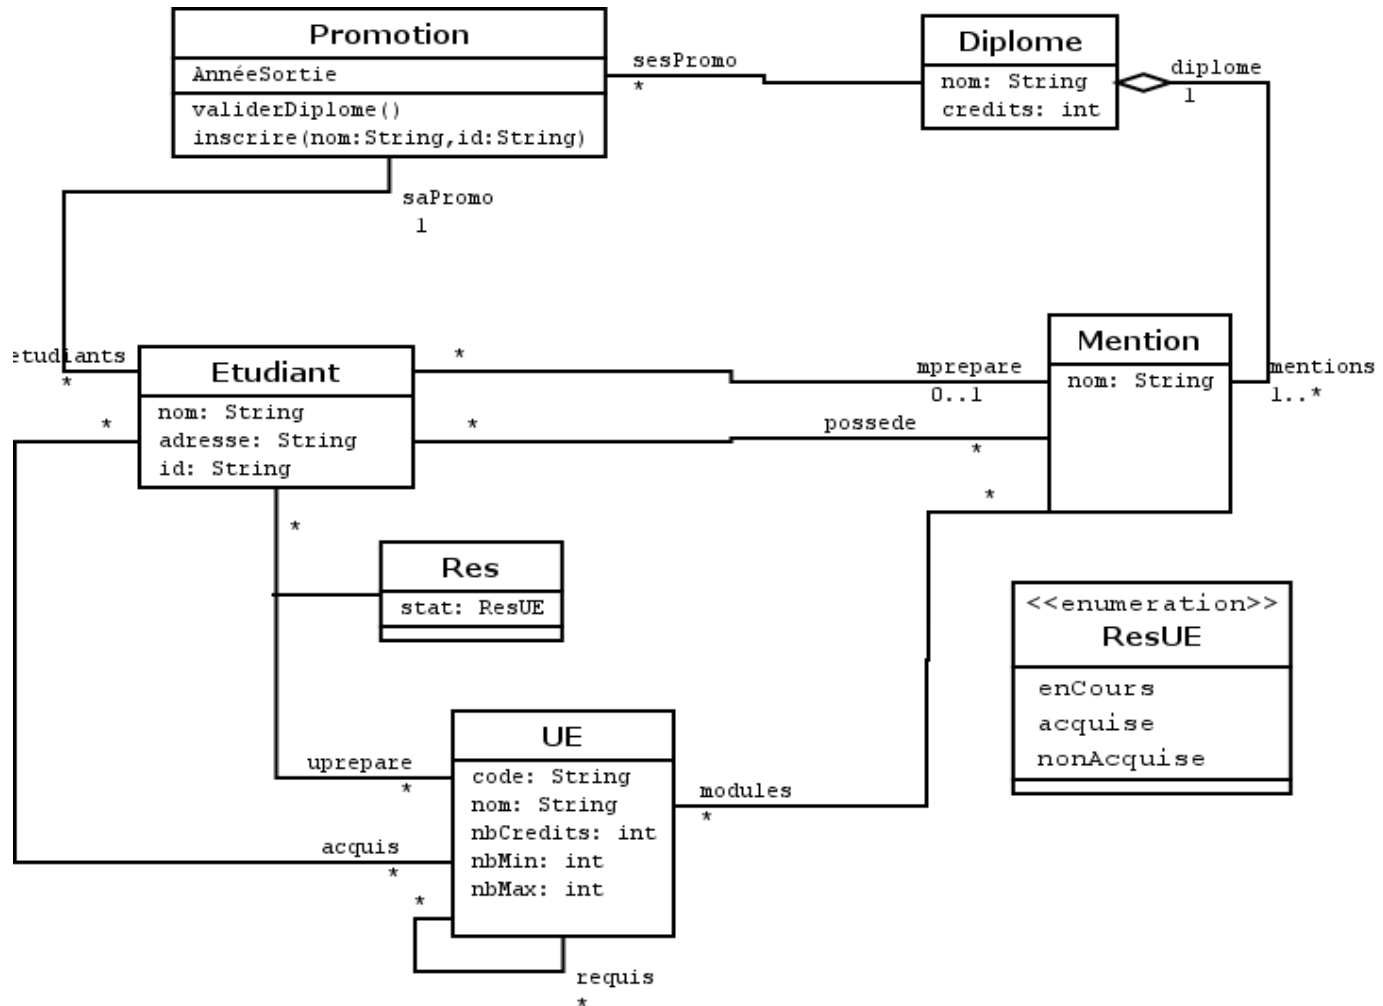 Promotion
AnnéeSortie
validerDiplome()
inscrire(nom:String,id:String)
sesPromo
*
Diplome
nom: String
credits: int
diplome
1
saPromo
1
etudiants
*
Etudiant
nom: String
adresse: String
id: String
*
*
mprepare
0..1
*
possede
*
Mention
nom: String
mentions
1..*
*
*
Res
stat: ResUE
<<enumeration>>
ResUE
enCours
acquise
nonAcquise
uprepare
*
UE
code: String
nom: String
nbCredits: int
nbMin: int
nbMax: int
modules
*
acquis
*
*
requis
*